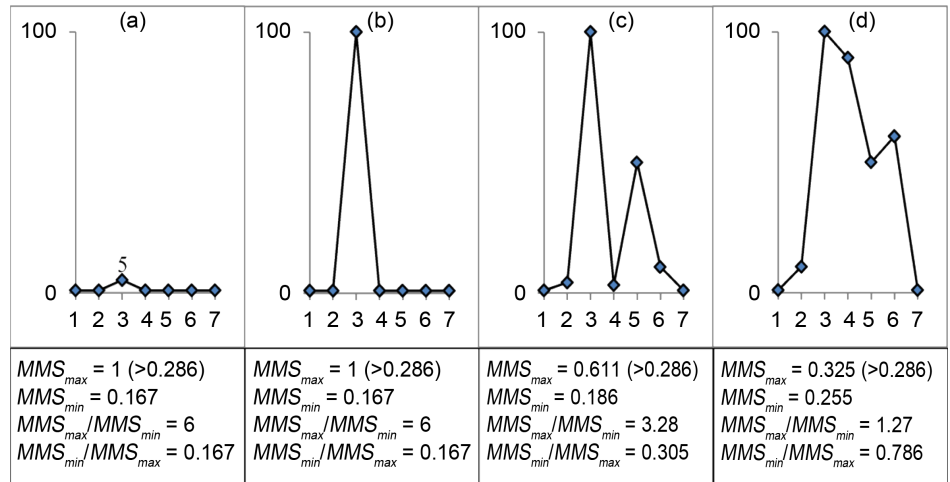 (a) (b) (c) (d)
100 100 100 100
5
0 0 0 0
1 2 3 4 5 6 7 1 2 3 4 5 6 7 1 2 3 4 5 6 7 1 2 3 4 5 6 7
MMSmax = 1 (>0.286)
MMSmin = 0.167
MMSmax/MMSmin = 6
MMSmin/MMSmax = 0.167
MMSmax = 1 (>0.286)
MMSmin = 0.167
MMSmax/MMSmin = 6
MMSmin/MMSmax = 0.167
MMSmax = 0.611 (>0.286)
MMSmin = 0.186
MMSmax/MMSmin = 3.28
MMSmin/MMSmax = 0.305
MMSmax = 0.325 (>0.286)
MMSmin = 0.255
MMSmax/MMSmin = 1.27
MMSmin/MMSmax = 0.786